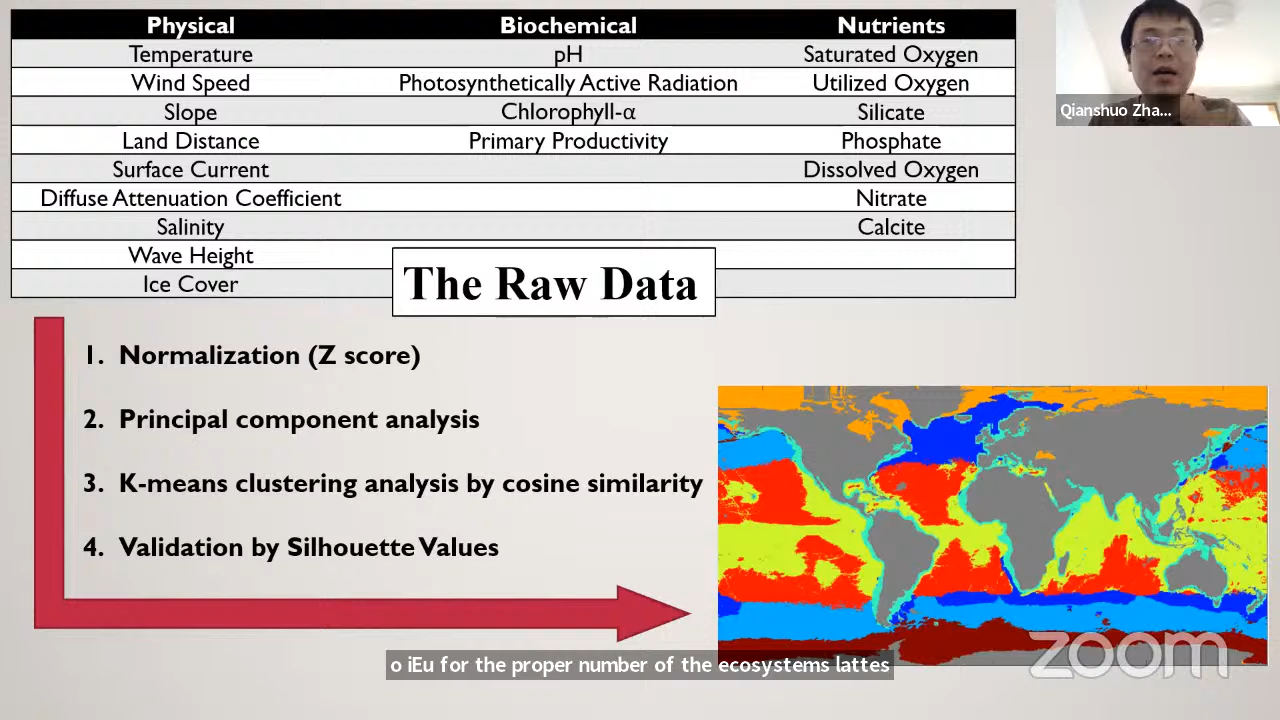 Physical Biochemical Nutrients
Temperature pH Saturated Oxygen
Wind Speed Photosynthetically Active Radiation Utilized Oxygen
Slope Chlorophyll-α Silicate
Land Distance Primary Productivity Phosphate
Surface Current Dissolved Oxygen
Diffuse Attenuation Coefficient Nitrate
Salinity Calcite
Wave Height
Ice Cover
The Raw Data
Qianshuo Zha...
1. Normalization (Z score)
2. Principal component analysis
3. K-means clustering analysis by cosine similarity
4. Validation by Silhouette Values
zoom
o iEu for the proper number of the ecosystems lattes